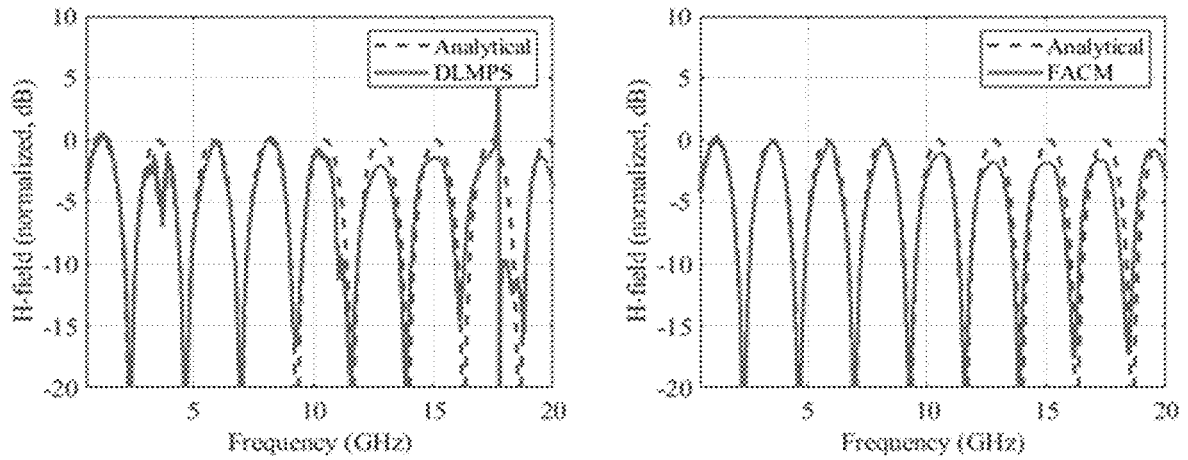 10
5
0
-5
-10
-15
-20
H-field (normalized, dB)
Analytical
DLMPS
5 10 15 20
Frequency (GHz)
10
5
0
-5
-10
-15
-20
H-field (normalized, dB)
Analytical
FACM
5 10 15 20
Frequency (GHz)